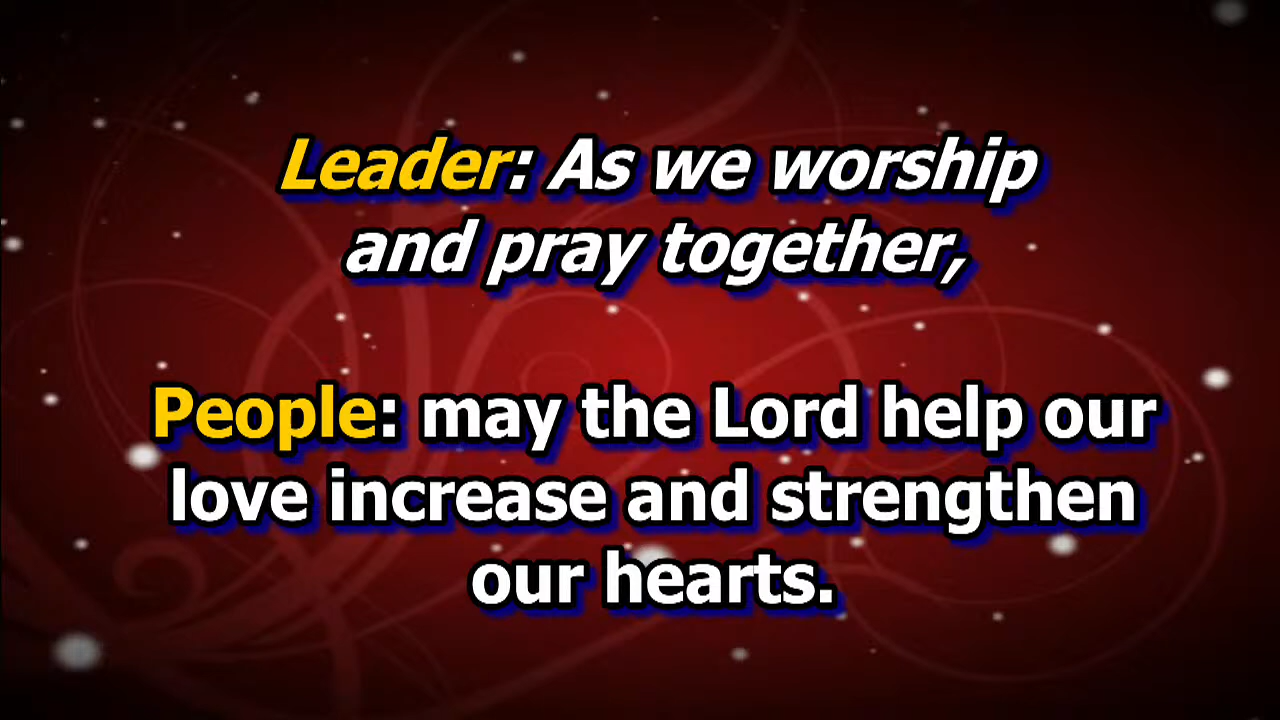 Leader: As we worship
and pray together,
People: may the Lord help our
love increase and strengthen
our hearts.